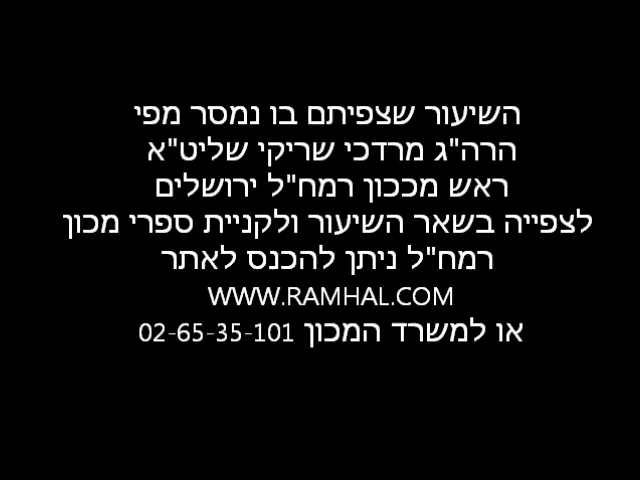 השיעור שצפיתם בו נמסר מפי
הרה"ג מרדכי שריקי שליט"א
ראש מככון רמח"ל ירושלים
לצפייה בשאר השיעור ולקניית ספרי מכון
רמח"ל ניתן להכנס לאתר
WWW.RAMHAL.COM
או למשרד המכון 02-65-35-101